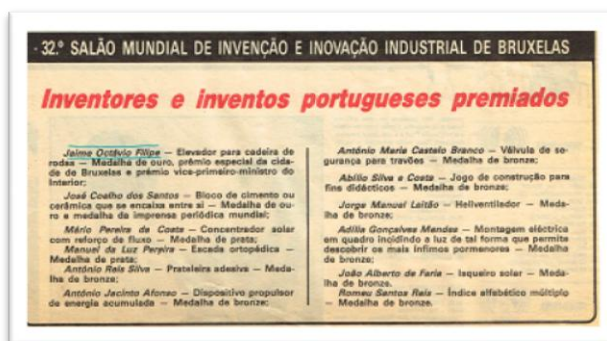 32.º SALÃO MUNDIAL DE INVENÇÃO E INOVAÇÃO INDUSTRIAL DE BRUXELAS
Inventores e inventos portugueses premiados
Jaime Octávio Filipe — Elevador para cadeira de
rodas — Medalha de ouro, prémio especial da cida-
de de Bruxelas e prémio vice-primeiro-ministro do
Interior;
José Coelho dos Santos — Bloco de cimento ou
cerâmica que se encaixa entre si — Medalha de ou-
ro e medalha da imprensa periódica mundial;
Mário Pereira da Costa — Concentrador solar
com reforço de fluxo — Medalha de prata;
Manuel da Luz Perpira — Escada ortopédica —
Medalha de prata;
António Reis Silva — Prateleira adesiva — Meda-
lha de bronze;
António Jacinto Afonso — Dispositivo propulsor
de energia acumulada — Medalha de bronze;
António Maria Castelo Branco — Válvula de se-
gurança para travões — Medalha de bronze;
Abílio Silva e Costa — Jogo de construção para
fins didácticos — Medalha de bronze;
Jorge Manuel Leitão — Heliventilador — Meda-
lha de bronze;
Adília Gonçalves Mendes — Montagem eléctrica
em quadro incidindo a luz de tal forma que permite
descobrir os mais ínfimos pormenores — Medalha
de bronze;
João Alberto de Faria — Isqueiro solar — Meda-
lha de bronze;
Romeu Santos Reis — Índice alfabético múltiplo
— Medalha de bronze.